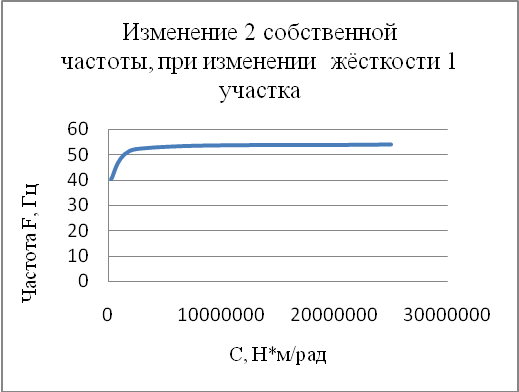 Изменение 2 собственной
частоты, при изменении жёсткости 1
участка
60
50
40
30
20
10
0
Частота F, Гц
0 10000000 20000000 30000000
С, Н*м/рад